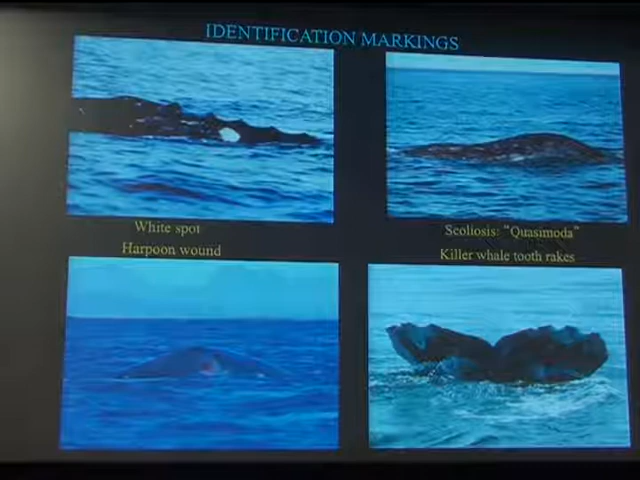 IDENTIFICATION MARKINGS
White spot
Scoliosis: "Quasimoda"
Harpoon wound
Killer whale tooth rakes